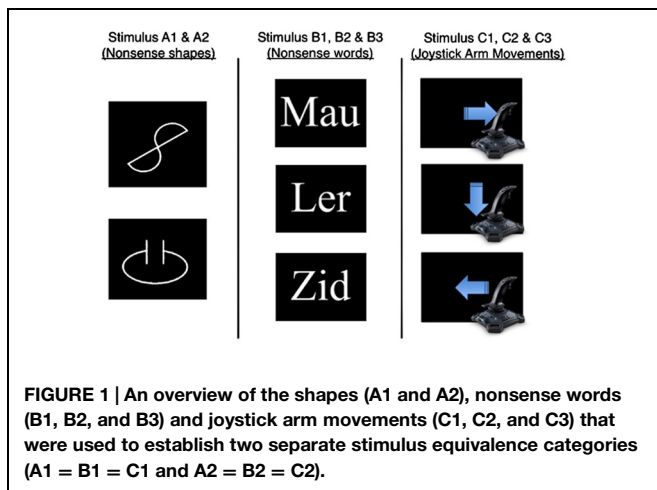 Stimulus A1 & A2
(Nonsense shapes)
Stimulus B1, B2 & B3
(Nonsense words)
Stimulus C1, C2 & C3
(Joystick Arm Movements)
Mau
Ler
Zid
FIGURE 1 | An overview of the shapes (A1 and A2), nonsense words
(B1, B2, and B3) and joystick arm movements (C1, C2, and C3) that
were used to establish two separate stimulus equivalence categories
(A1 = B1 = C1 and A2 = B2 = C2).